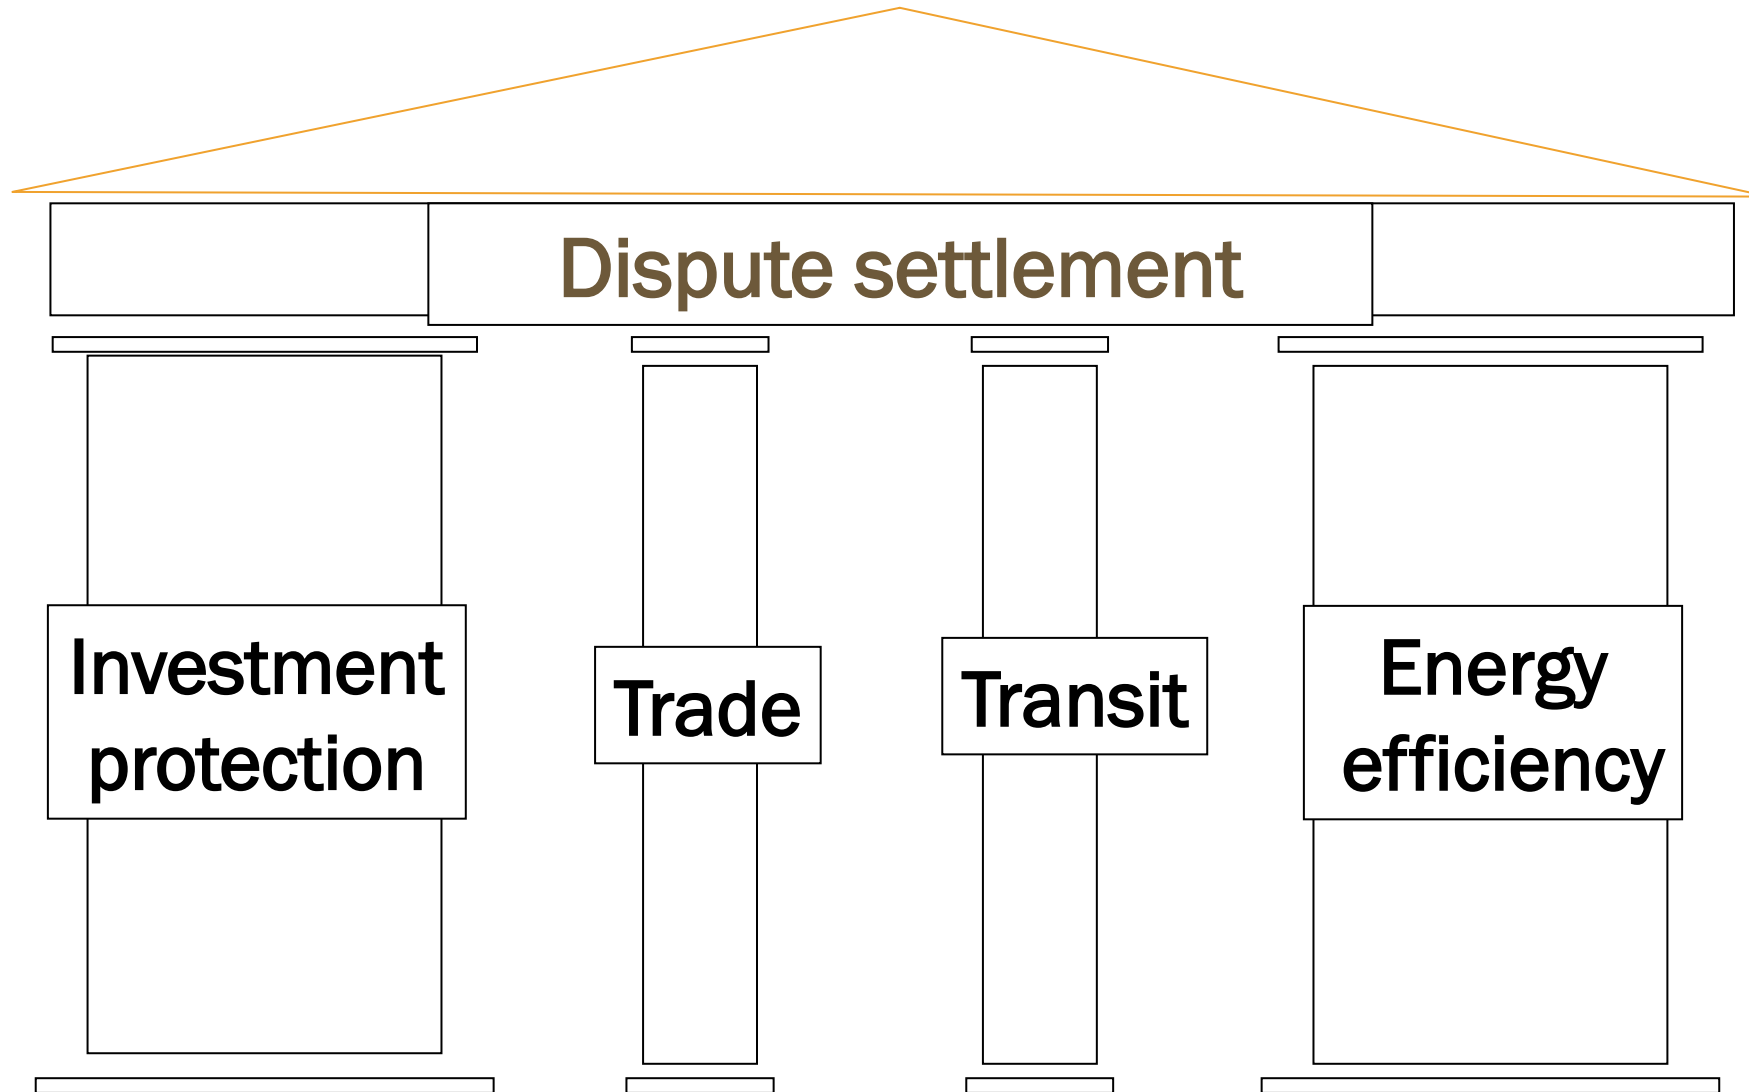 Dispute settlement
Investment
protection
Trade
Transit
Energy
efficiency